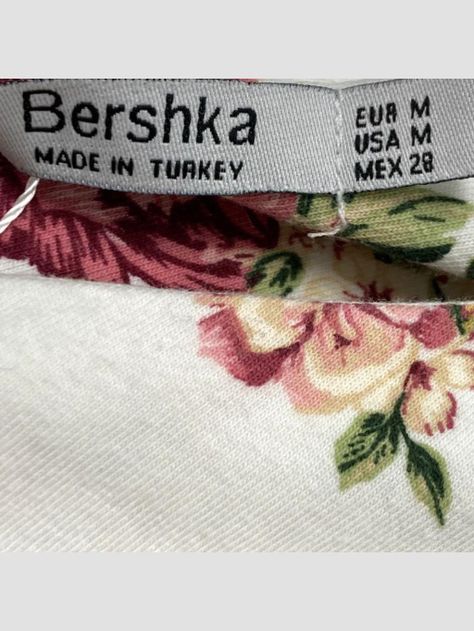 Bershka
MADE IN TURKEY
EUR M
USA M
MEX 28